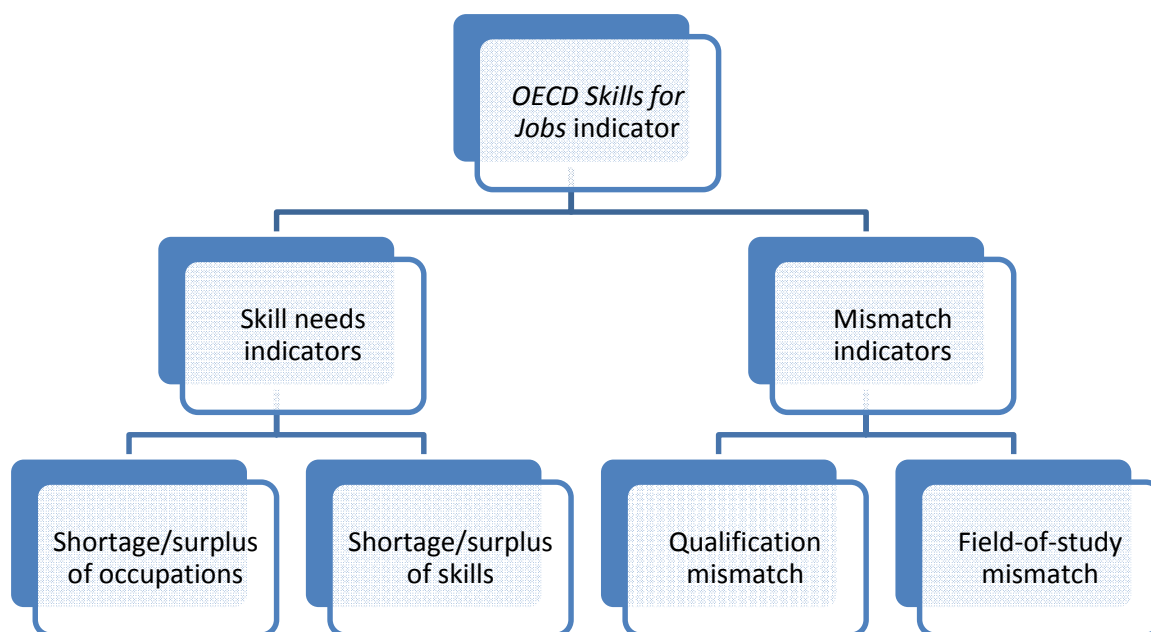 OECD Skills for
Jobs indicator
Skill needs
indicators
Mismatch
indicators
Shortage/surplus
of occupations
Shortage/surplus
of skills
Qualification
mismatch
Field-of-study
mismatch